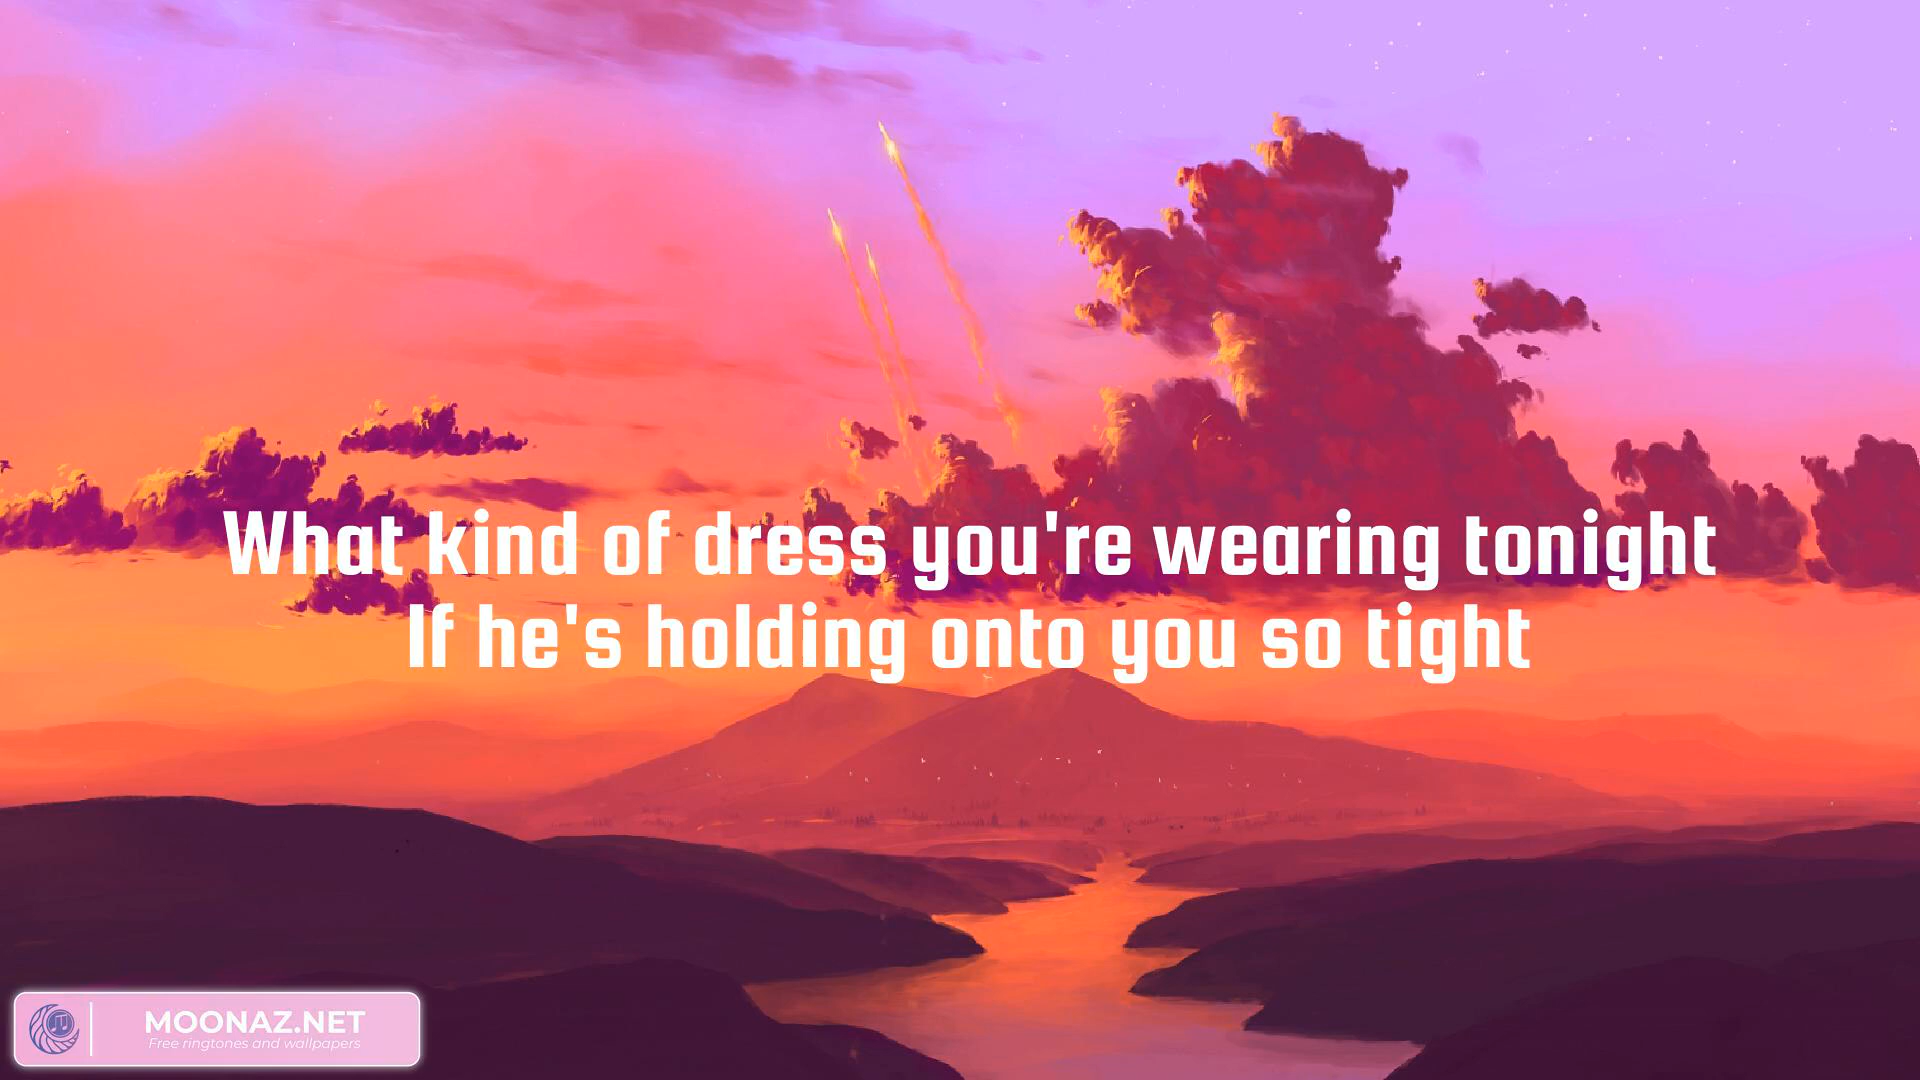 What kind of dress you're wearing tonight
If he's holding onto you so tight
MOONAZ.NET
Free ringtones and wallpapers